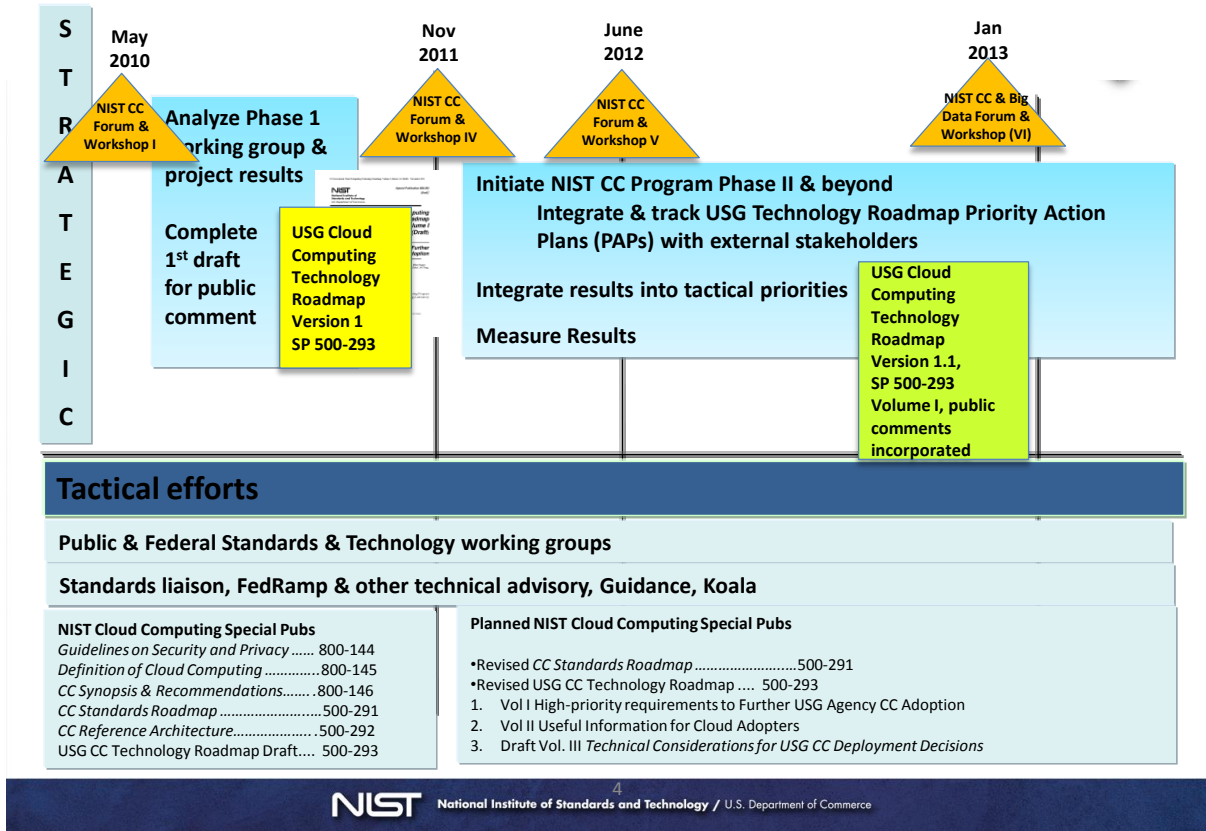 S
T
R
A
T
E
G
I
C
May
2010
Nov
2011
June
2012
Jan
2013
NIST CC
Forum &
Workshop I
NIST CC
Forum &
Workshop IV
NIST CC
Forum &
Workshop V
NIST CC & Big
Data Forum &
Workshop (VI)
Analyze Phase 1
working group &
project results
Complete
1st draft
for public
comment
NIST
National Institute of
Standards and Technology
USG Cloud
Computing
Technology
Roadmap
Version 1
SP 500-293
Initiate NIST CC Program Phase II & beyond
Integrate & track USG Technology Roadmap Priority Action
Plans (PAPs) with external stakeholders
Integrate results into tactical priorities
Measure Results
USG Cloud
Computing
Technology
Roadmap
Version 1.1,
SP 500-293
Volume I, public
comments
incorporated
Tactical efforts
Public & Federal Standards & Technology working groups
Standards liaison, FedRamp & other technical advisory, Guidance, Koala
NIST Cloud Computing Special Pubs
Guidelines on Security and Privacy …… 800-144
Definition of Cloud Computing …………..800-145
CC Synopsis & Recommendations……. .800-146
CC Standards Roadmap …………………..…500-291
CC Reference Architecture……………….. . .500-292
USG CC Technology Roadmap Draft.... 500-293
Planned NIST Cloud Computing Special Pubs
•Revised CC Standards Roadmap …………………..…..500-291
•Revised USG CC Technology Roadmap .... 500-293
1. Vol I High-priority requirements to Further USG Agency CC Adoption
2. Vol II Useful Information for Cloud Adopters
3. Draft Vol. III Technical Considerations for USG CC Deployment Decisions
4
NIST National Institute of Standards and Technology / U.S. Department of Commerce